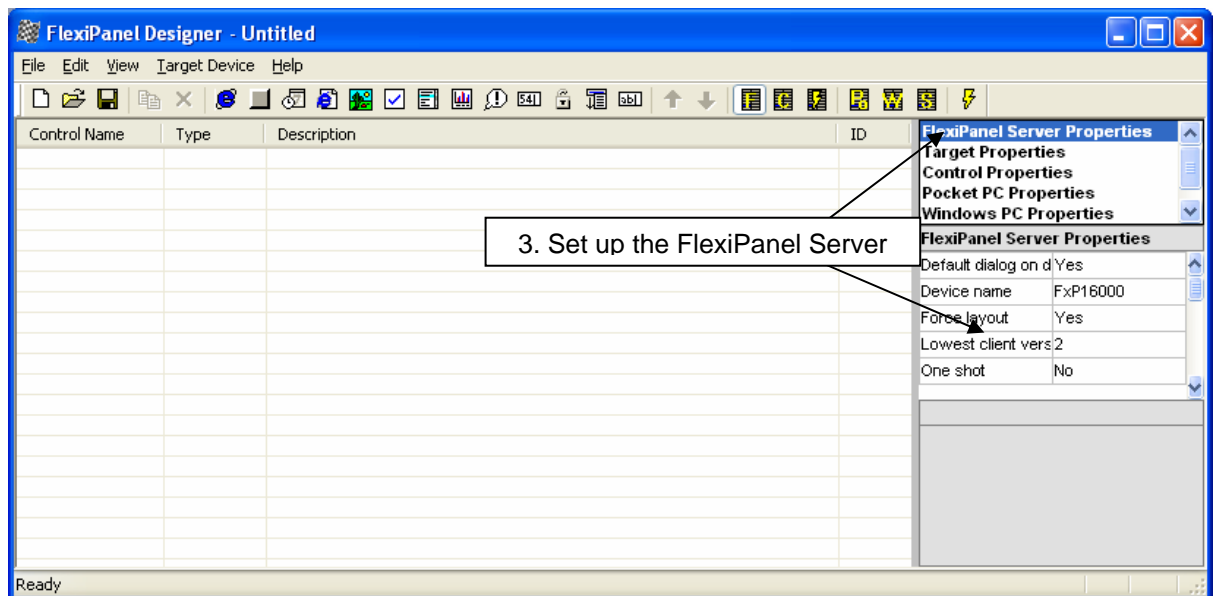 FlexiPanel Designer - Untitled
File Edit View Target Device Help
Control Name Type Description ID
FlexiPanel Server Properties
Target Properties
Control Properties
Pocket PC Properties
Windows PC Properties
3. Set up the FlexiPanel Server
FlexiPanel Server Properties
Default dialog on d Yes
Device name FxP16000
Force layout Yes
Lowest client vers 2
One shot No
Ready